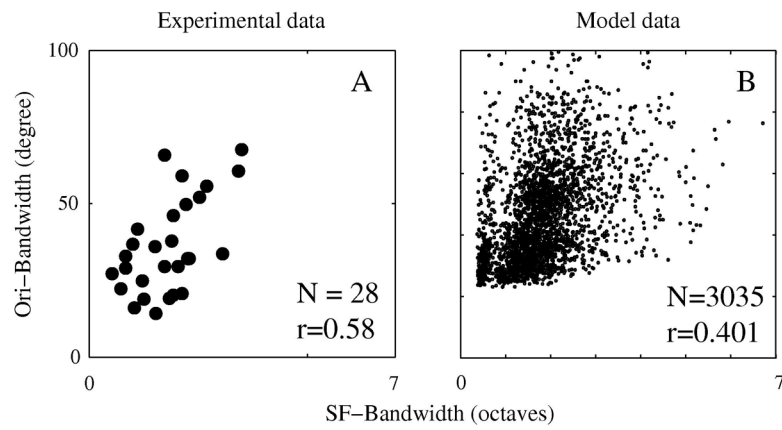 Experimental data
Model data
100
A
B
Ori-Bandwidth (degree)
50
N = 28
r=0.58
N=3035
r=0.401
0
0
7
0
7
SF-Bandwidth (octaves)